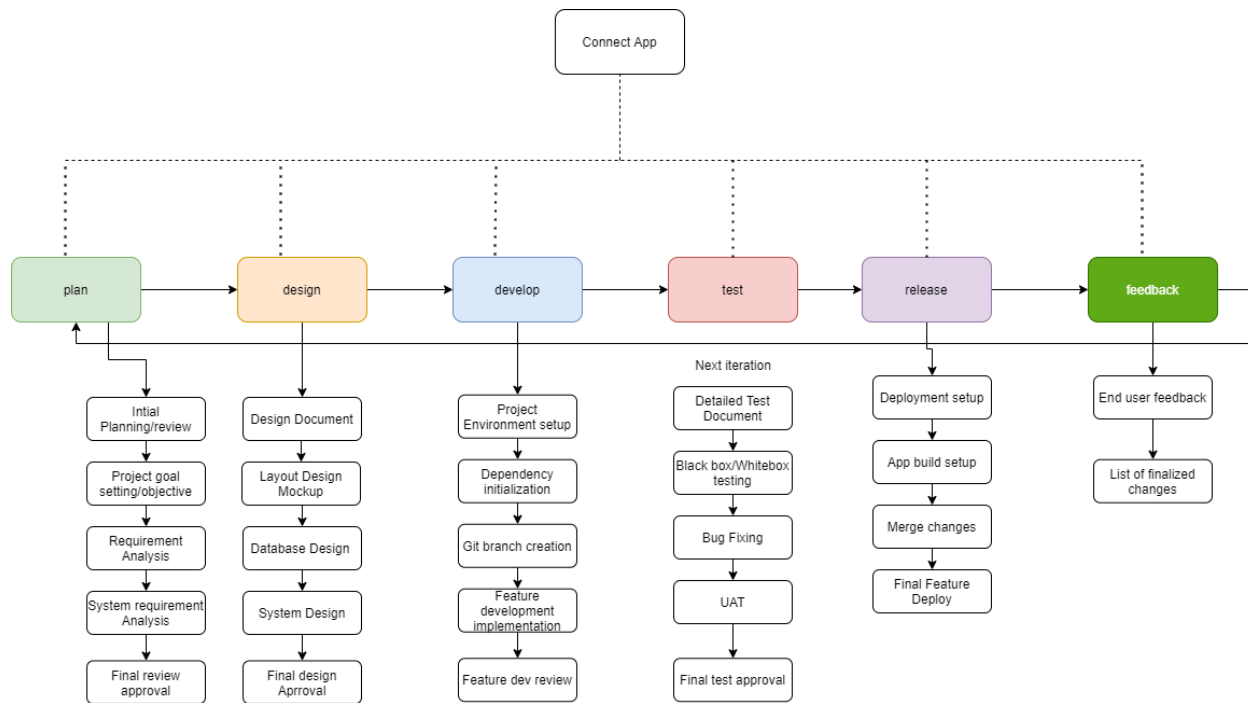 Connect App
plan
design
develop
test
release
feedback
Next iteration
Intial
Planning/review
Project goal
setting/objective
Requirement
Analysis
System requirement
Analysis
Final review
approval
Design Document
Layout Design
Mockup
Database Design
System Design
Final design
Aprroval
Project
Environment setup
Dependency
initialization
Git branch creation
Feature
development
implementation
Feature dev review
Detailed Test
Document
Black box/Whitebox
testing
Bug Fixing
UAT
Final test approval
Deployment setup
App build setup
Merge changes
Final Feature
Deploy
End user feedback
List of finalized
changes